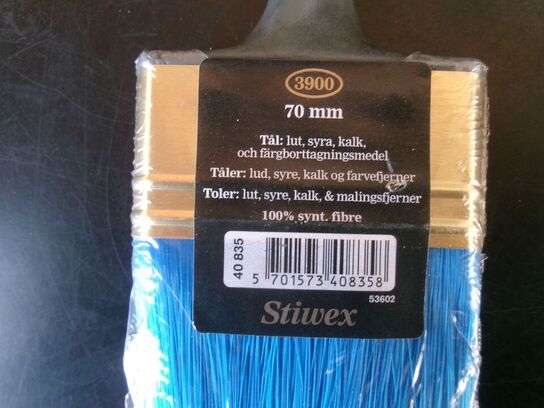 3900
70 mm
Tål: lut, syra, kalk,
och färgborttagningsmedel
Tåler: lud, syre, kalk og farvefjerner
Toler: lut, syre, kalk, & malingsfjerner
100% synt. fibre
40 835
5 701573 408358
53602
Stiwex